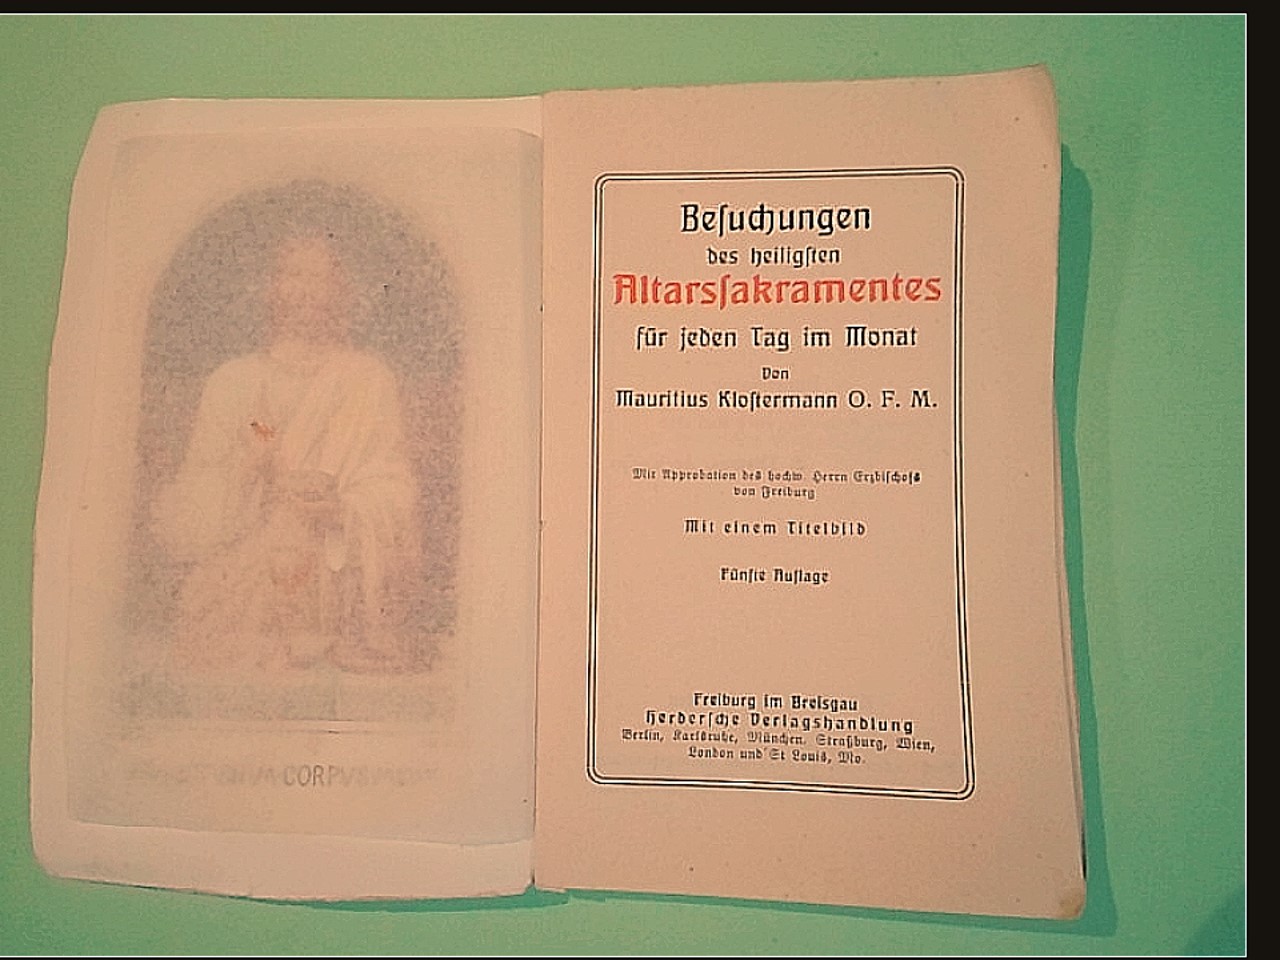 CORPVS
Beſuchungen
des heiligſten
Altarsſakramentes
für jeden Tag im Monat
Von
Mauritius Kloſtermann O. F. M.
Mit Approbation des hochw. Herrn Erzbiſchofs
von Freiburg
Mit einem Titelbild
Fünfte Auflage
Freiburg im Breisgau
Herderſche Verlagshandlung
Berlin, Karlsruhe, München, Straßburg, Wien,
London und St Louis, Mo.